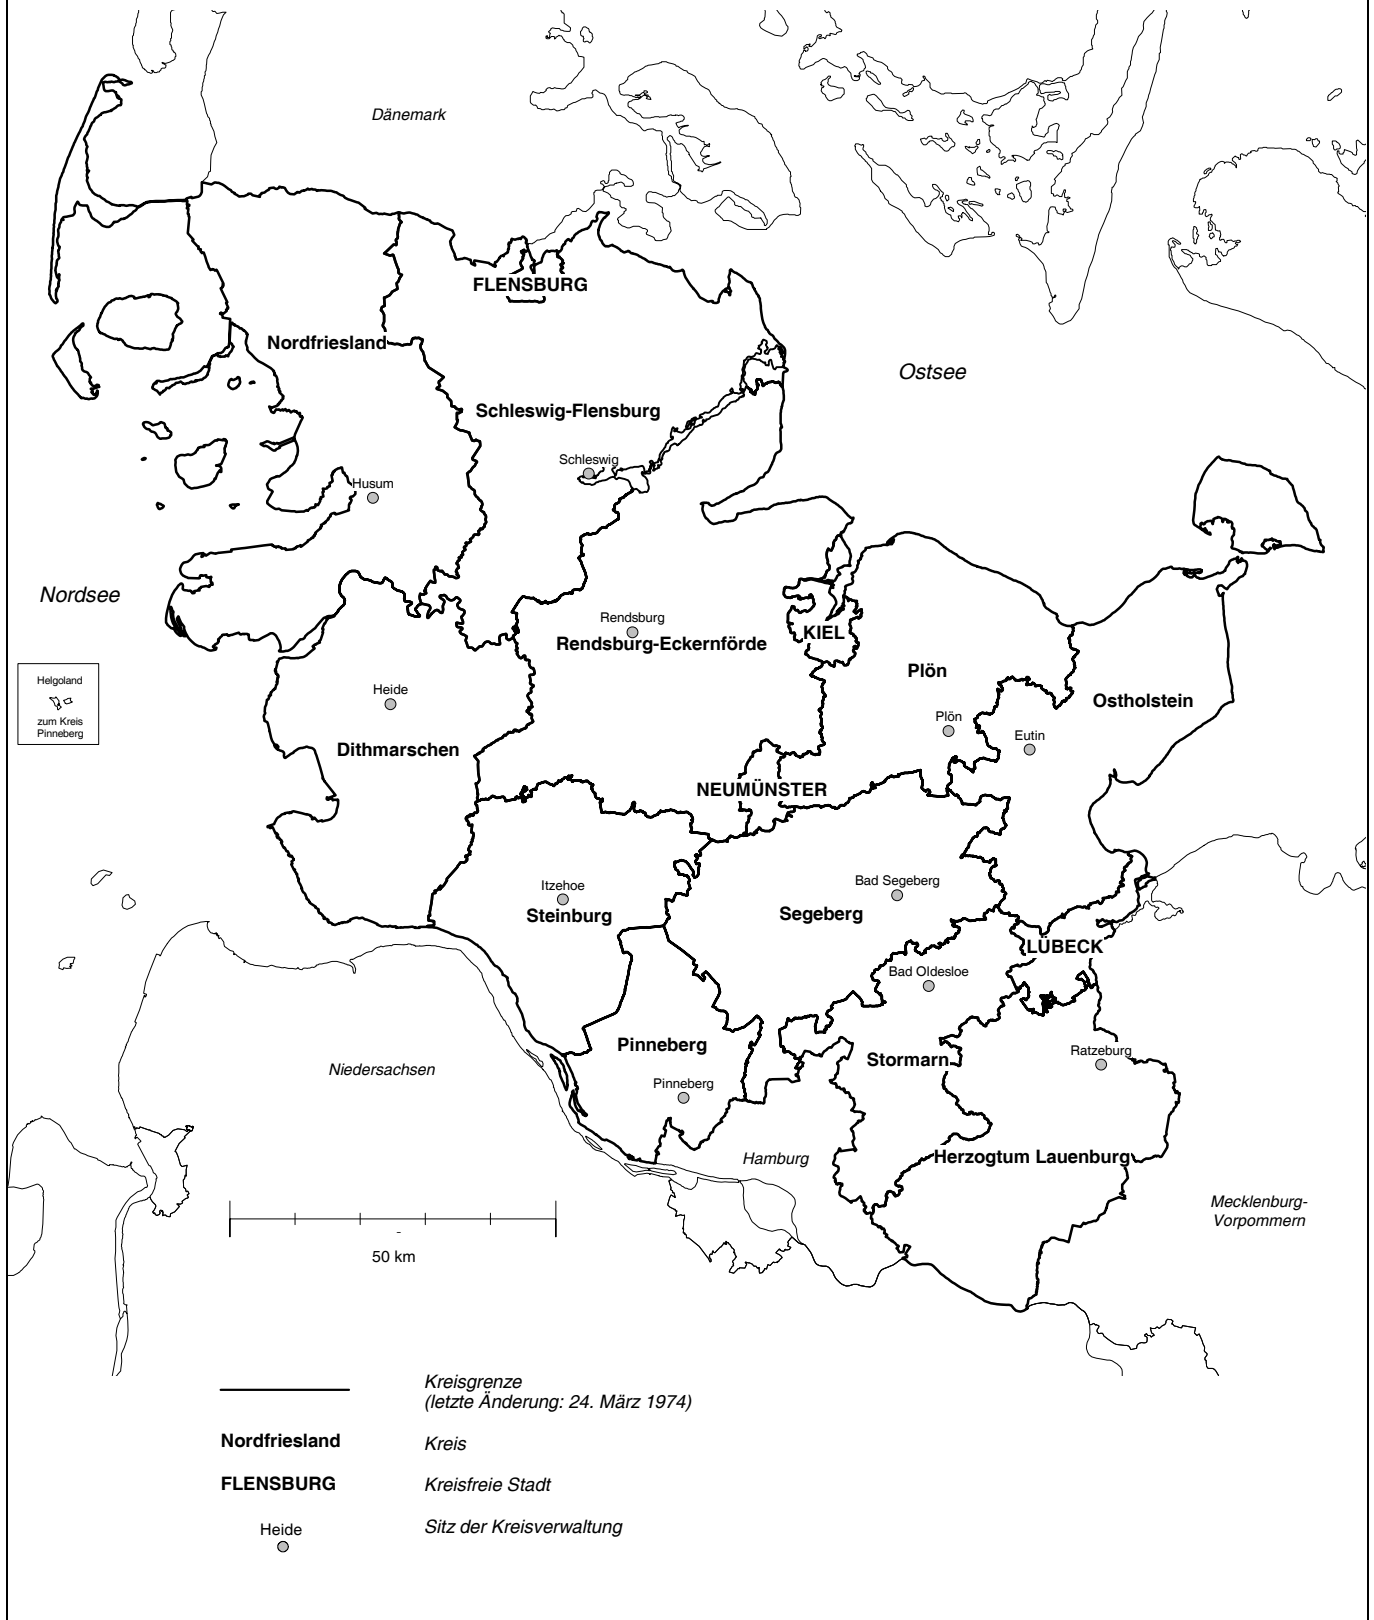 Dänemark
FLENSBURG
Nordfriesland
Ostsee
Schleswig-Flensburg
Schleswig
Husum
Nordsee
Rendsburg
Rendsburg-Eckernförde
KIEL
Plön
Helgoland
zum Kreis
Pinneberg
Heide
Ostholstein
Plön
Eutin
Dithmarschen
NEUMÜNSTER
Itzehoe
Steinburg
Bad Segeberg
Segeberg
LÜBECK
Bad Oldesloe
Pinneberg
Stormarn
Ratzeburg
Niedersachsen
Pinneberg
Hamburg
Herzogtum Lauenburg
Mecklenburg-
Vorpommern
50 km
Kreisgrenze
(letzte Änderung: 24. März 1974)
Nordfriesland Kreis
FLENSBURG Kreisfreie Stadt
Heide Sitz der Kreisverwaltung